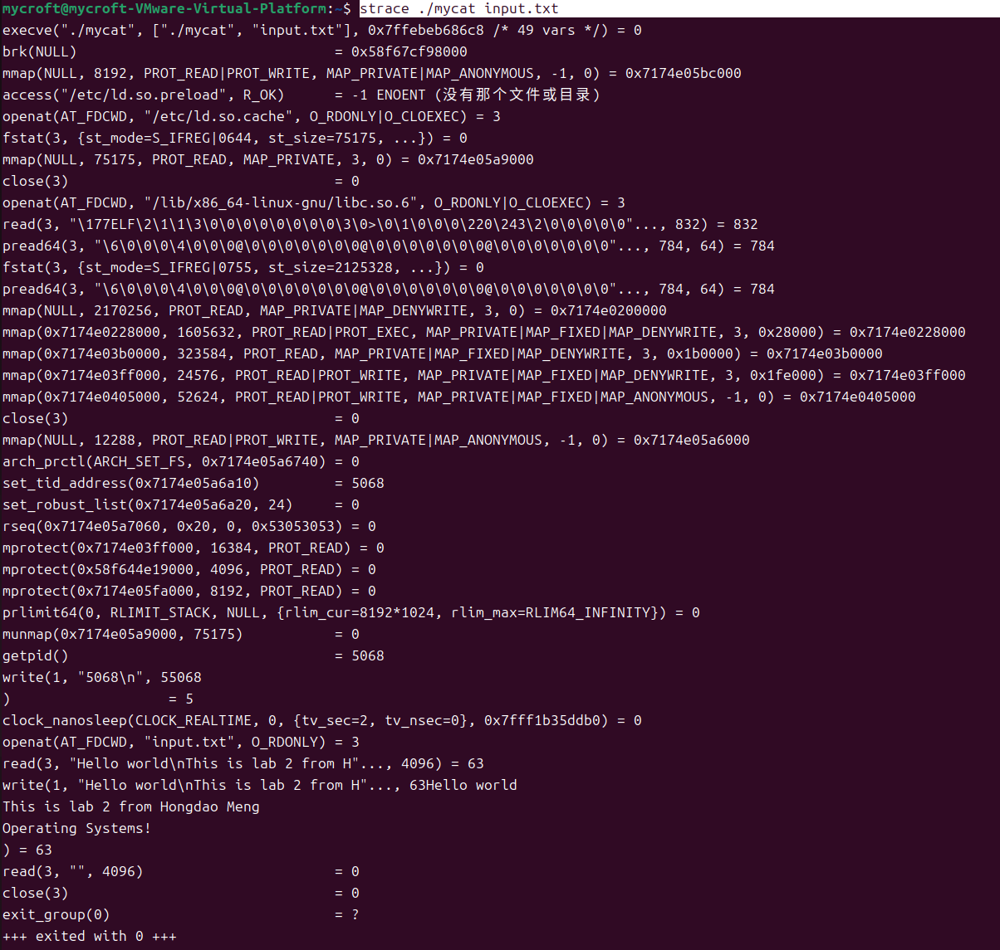 mycroft@mycroft-VMware-Virtual-Platform:~$ strace ./mycat input.txt
execve("./mycat", ["./mycat", "input.txt"], 0x7ffebeb686c8 /* 49 vars */) = 0
brk(NULL)                               = 0x58f67cf98000
mmap(NULL, 8192, PROT_READ|PROT_WRITE, MAP_PRIVATE|MAP_ANONYMOUS, -1, 0) = 0x7174e05bc000
access("/etc/ld.so.preload", R_OK)      = -1 ENOENT (没有那个文件或目录)
openat(AT_FDCWD, "/etc/ld.so.cache", O_RDONLY|O_CLOEXEC) = 3
fstat(3, {st_mode=S_IFREG|0644, st_size=75175, ...}) = 0
mmap(NULL, 75175, PROT_READ, MAP_PRIVATE, 3, 0) = 0x7174e05a9000
close(3)                                = 0
openat(AT_FDCWD, "/lib/x86_64-linux-gnu/libc.so.6", O_RDONLY|O_CLOEXEC) = 3
read(3, "\177ELF\2\1\1\3\0\0\0\0\0\0\0\0\3\0>\0\1\0\0\0\220\243\2\0\0\0\0\0"..., 832) = 832
pread64(3, "\6\0\0\0\4\0\0\0@\0\0\0\0\0\0\0@\0\0\0\0\0\0\0@\0\0\0\0\0\0\0"..., 784, 64) = 784
fstat(3, {st_mode=S_IFREG|0755, st_size=2125328, ...}) = 0
pread64(3, "\6\0\0\0\4\0\0\0@\0\0\0\0\0\0\0@\0\0\0\0\0\0\0@\0\0\0\0\0\0\0"..., 784, 64) = 784
mmap(NULL, 2170256, PROT_READ, MAP_PRIVATE|MAP_DENYWRITE, 3, 0) = 0x7174e0200000
mmap(0x7174e0228000, 1605632, PROT_READ|PROT_EXEC, MAP_PRIVATE|MAP_FIXED|MAP_DENYWRITE, 3, 0x28000) = 0x7174e0228000
mmap(0x7174e03b0000, 323584, PROT_READ, MAP_PRIVATE|MAP_FIXED|MAP_DENYWRITE, 3, 0x1b0000) = 0x7174e03b0000
mmap(0x7174e03ff000, 24576, PROT_READ|PROT_WRITE, MAP_PRIVATE|MAP_FIXED|MAP_DENYWRITE, 3, 0x1fe000) = 0x7174e03ff000
mmap(0x7174e0405000, 52624, PROT_READ|PROT_WRITE, MAP_PRIVATE|MAP_FIXED|MAP_ANONYMOUS, -1, 0) = 0x7174e0405000
close(3)                                = 0
mmap(NULL, 12288, PROT_READ|PROT_WRITE, MAP_PRIVATE|MAP_ANONYMOUS, -1, 0) = 0x7174e05a6000
arch_prctl(ARCH_SET_FS, 0x7174e05a6740) = 0
set_tid_address(0x7174e05a6a10)         = 5068
set_robust_list(0x7174e05a6a20, 24)     = 0
rseq(0x7174e05a7060, 0x20, 0, 0x53053053) = 0
mprotect(0x7174e03ff000, 16384, PROT_READ) = 0
mprotect(0x58f644e19000, 4096, PROT_READ) = 0
mprotect(0x7174e05fa000, 8192, PROT_READ) = 0
prlimit64(0, RLIMIT_STACK, NULL, {rlim_cur=8192*1024, rlim_max=RLIM64_INFINITY}) = 0
munmap(0x7174e05a9000, 75175)           = 0
getpid()                                = 5068
write(1, "5068\n", 55068
)                   = 5
clock_nanosleep(CLOCK_REALTIME, 0, {tv_sec=2, tv_nsec=0}, 0x7fff1b35ddb0) = 0
openat(AT_FDCWD, "input.txt", O_RDONLY) = 3
read(3, "Hello world\nThis is lab 2 from H"..., 4096) = 63
write(1, "Hello world\nThis is lab 2 from H"..., 63Hello world
This is lab 2 from Hongdao Meng
Operating Systems!
) = 63
read(3, "", 4096)                       = 0
close(3)                                = 0
exit_group(0)                           = ?
+++ exited with 0 +++